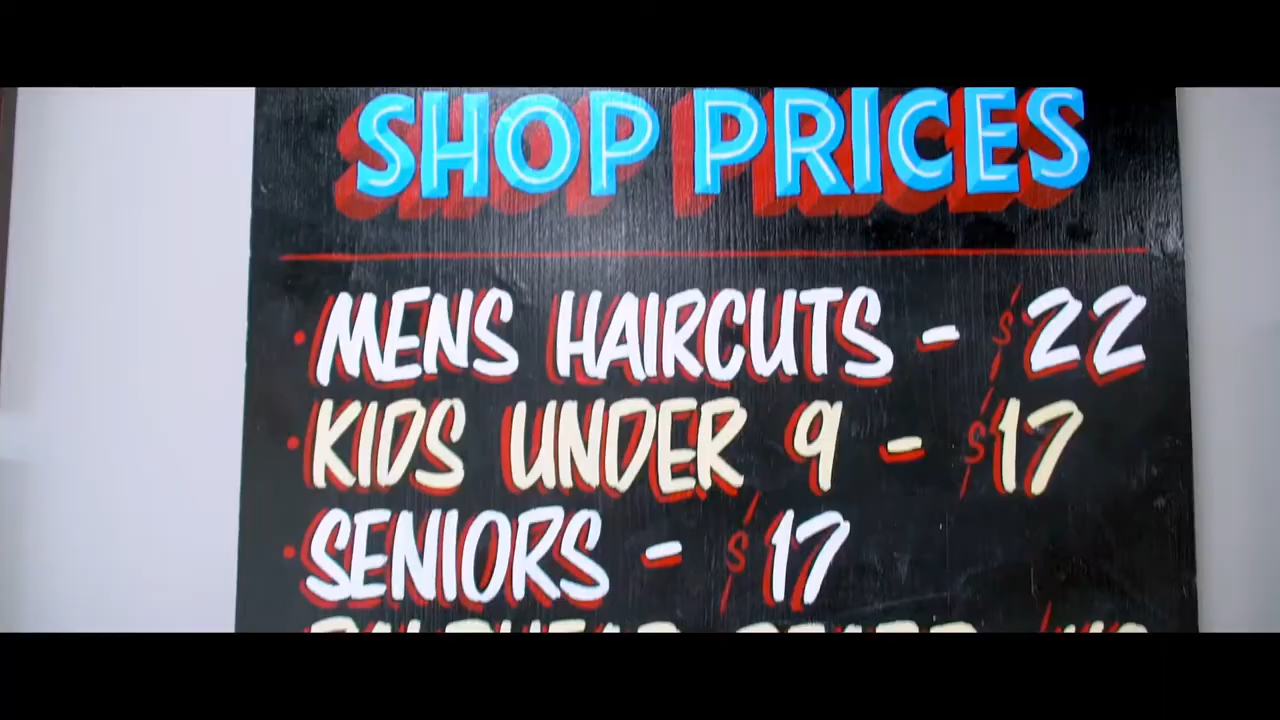 SHOP PRICES
• MENS HAIRCUTS - $22
• KIDS UNDER 9 - $17
• SENIORS - $17